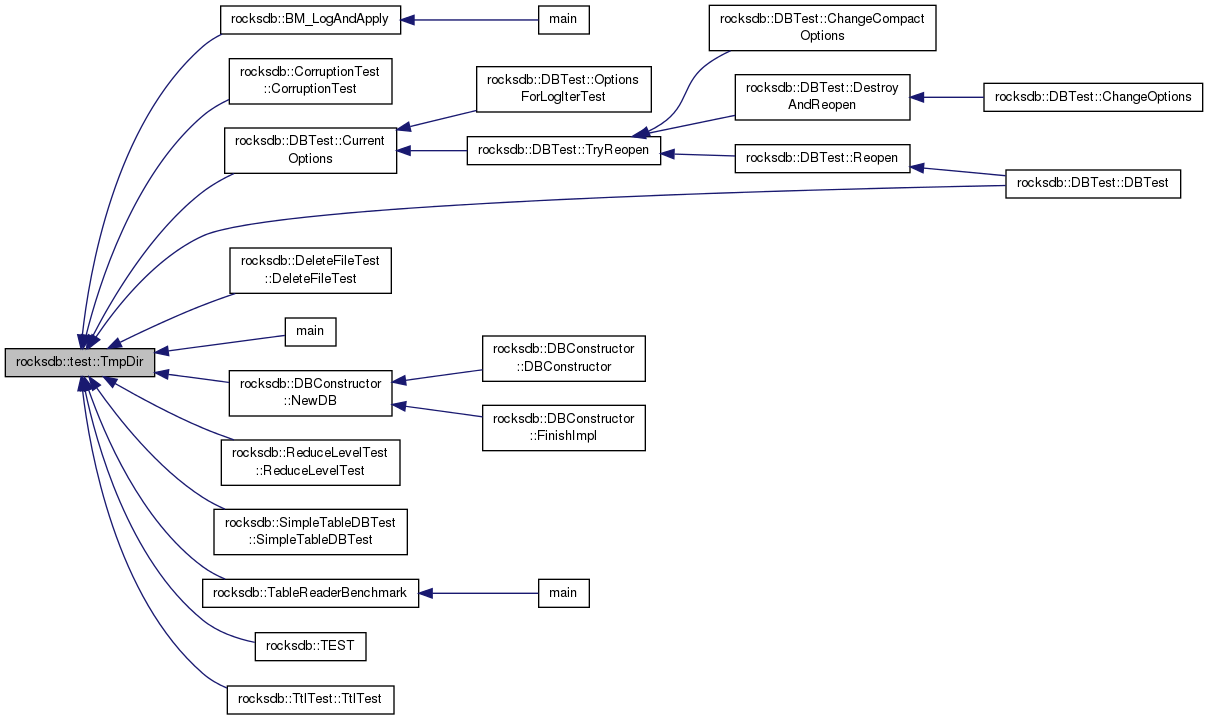 rocksdb::BM_LogAndApply
main
rocksdb::DBTest::ChangeCompact
Options
rocksdb::CorruptionTest
::CorruptionTest
rocksdb::DBTest::Options
ForLogIterTest
rocksdb::DBTest::Destroy
AndReopen
rocksdb::DBTest::ChangeOptions
rocksdb::DBTest::Current
Options
rocksdb::DBTest::TryReopen
rocksdb::DBTest::Reopen
rocksdb::DBTest::DBTest
rocksdb::DeleteFileTest
::DeleteFileTest
main
rocksdb::test::TmpDir
rocksdb::DBConstructor
::NewDB
rocksdb::DBConstructor
::DBConstructor
rocksdb::DBConstructor
::FinishImpl
rocksdb::ReduceLevelTest
::ReduceLevelTest
rocksdb::SimpleTableDBTest
::SimpleTableDBTest
rocksdb::TableReaderBenchmark
main
rocksdb::TEST
rocksdb::TtlTest::TtlTest